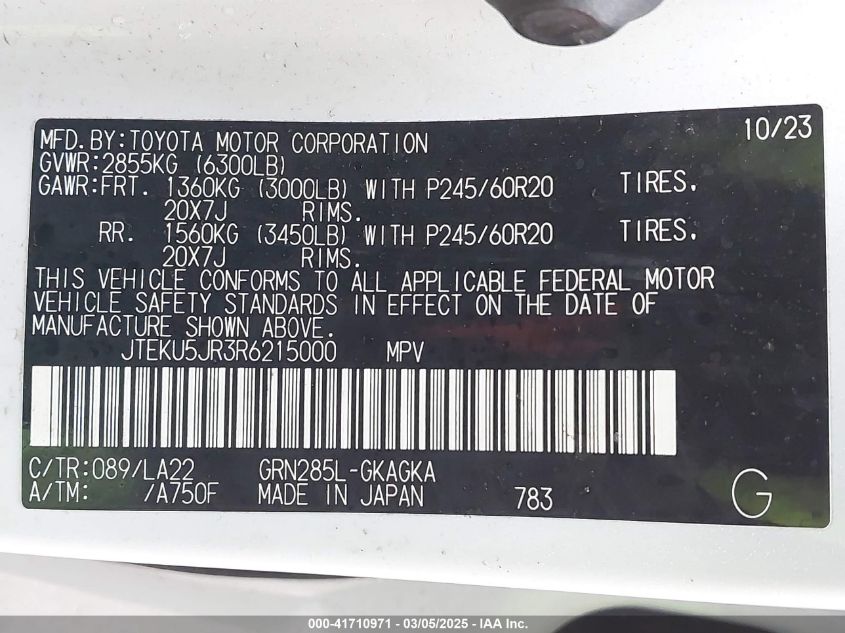 MFD.BY:TOYOTA MOTOR CORPORATION 10/23
GVWR:2855KG (6300LB)
GAWR:FRT. 1360KG (3000LB) WITH P245/60R20 TIRES.
20X7J RIMS.
RR. 1560KG (3450LB) WITH P245/60R20 TIRES.
20X7J RIMS.
THIS VEHICLE CONFORMS TO ALL APPLICABLE FEDERAL MOTOR
VEHICLE SAFETY STANDARDS IN EFFECT ON THE DATE OF
MANUFACTURE SHOWN ABOVE.
JTEKU5JR3R6215000 MPV
C/TR:089/LA22 GRN285L-GKAGKA
A/TM: /A750F MADE IN JAPAN 783 G
000-41710971 - 03/05/2025 - IAA Inc.